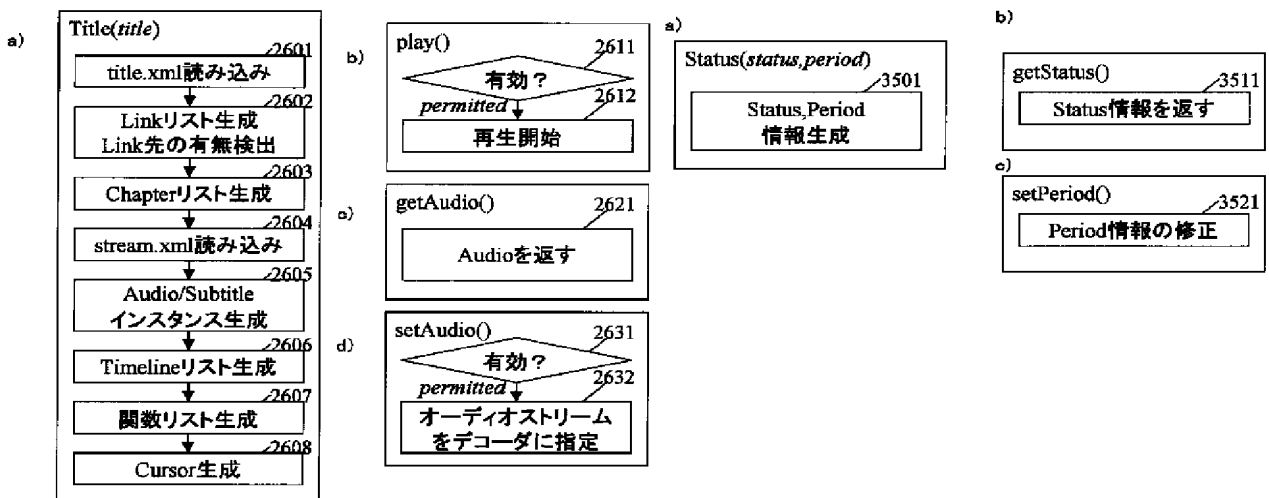 a)
Title(title)
2601
title.xml読み込み
2602
Linkリスト生成
Link先の有無検出
2603
Chapterリスト生成
2604
stream.xml読み込み
2605
Audio/Subtitle
インスタンス生成
2606
Timelineリスト生成
2607
関数リスト生成
2608
Cursor生成
b)
play()
2611
有効？
permitted
2612
再生開始
c)
getAudio()
2621
Audioを返す
d)
setAudio()
2631
有効？
permitted
2632
オーディオストリーム
をデコーダに指定
a)
Status(status,period)
3501
Status,Period
情報生成
b)
getStatus()
3511
Status情報を返す
c)
setPeriod()
3521
Period情報の修正